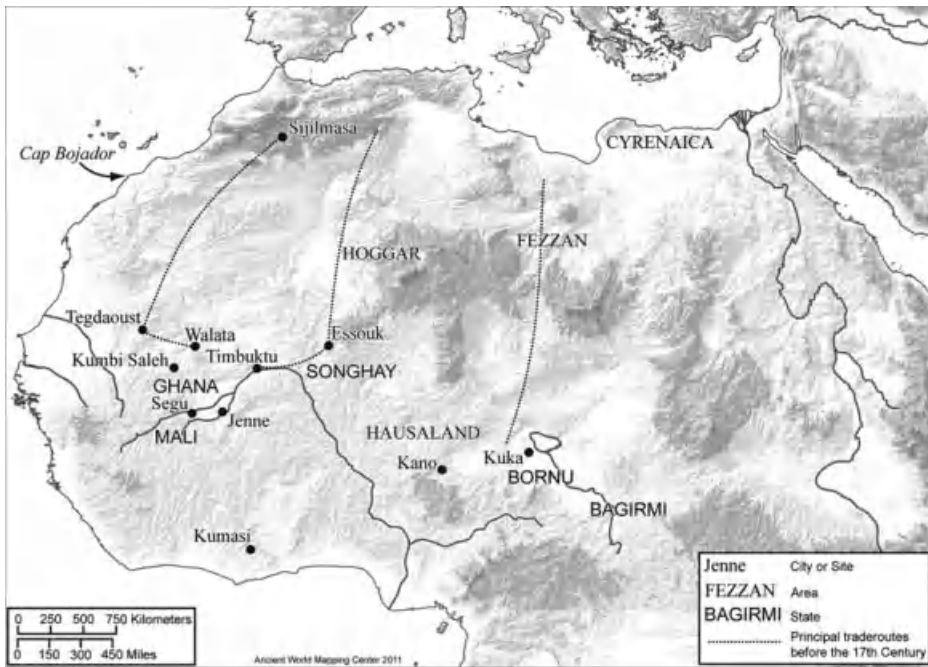 Sijilmasa
CYRENAICA
Cap Bojador
HOGGAR
FEZZAN
Tegdaoust
Walata
Essouk
Kumbi Saleh
Timbuktu
SONGHAY
GHANA
Segu
Jenne
MALI
HAUSALAND
Kano
Kuka
BORNU
BAGIRMI
Kumasi
Jenne City or Site
FEZZAN Area
BAGIRMI State
Principal traderoutes
before the 17th Century
0 250 500 750 Kilometers
0 150 300 450 Miles
Ancient World Mapping Center 2011